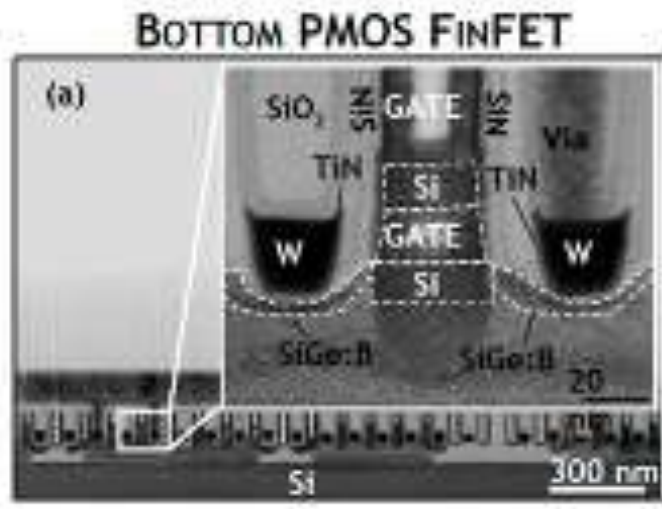 BOTTOM PMOS FINFET
(a)
SiO₂
SiN
GATE
SiN
Via
TiN
Si
TiN
W
GATE
W
Si
SiGe:B
SiGe:B
20
Si
300 nm